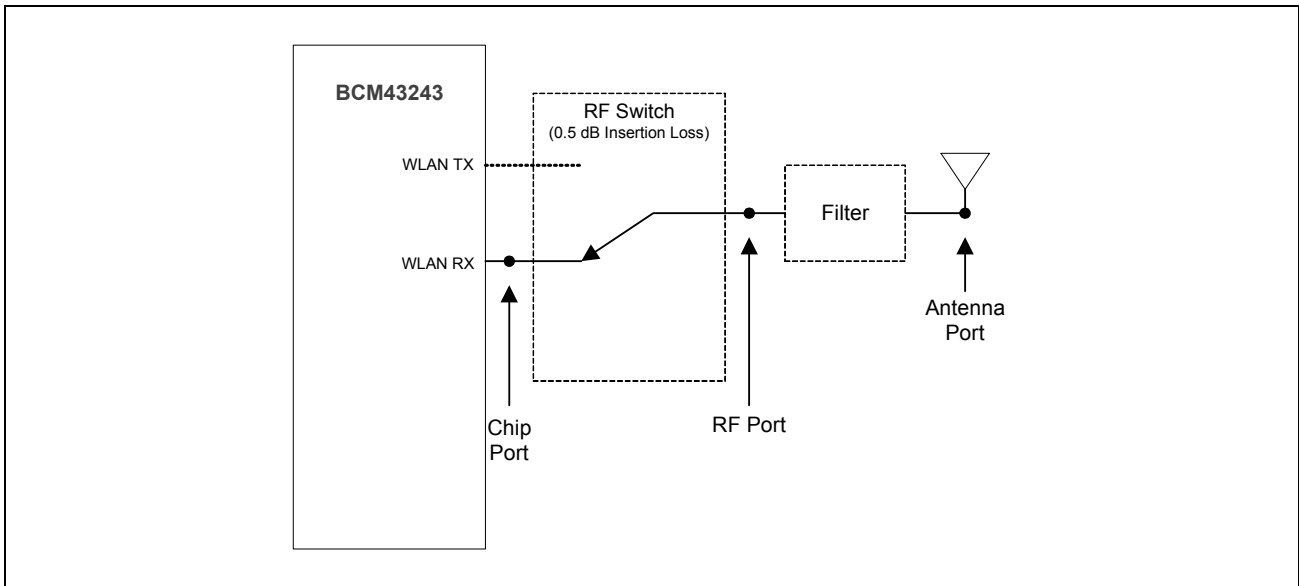 BCM43243
RF Switch
(0.5 dB Insertion Loss)
WLAN TX
Filter
WLAN RX
Antenna
Port
Chip
Port
RF Port